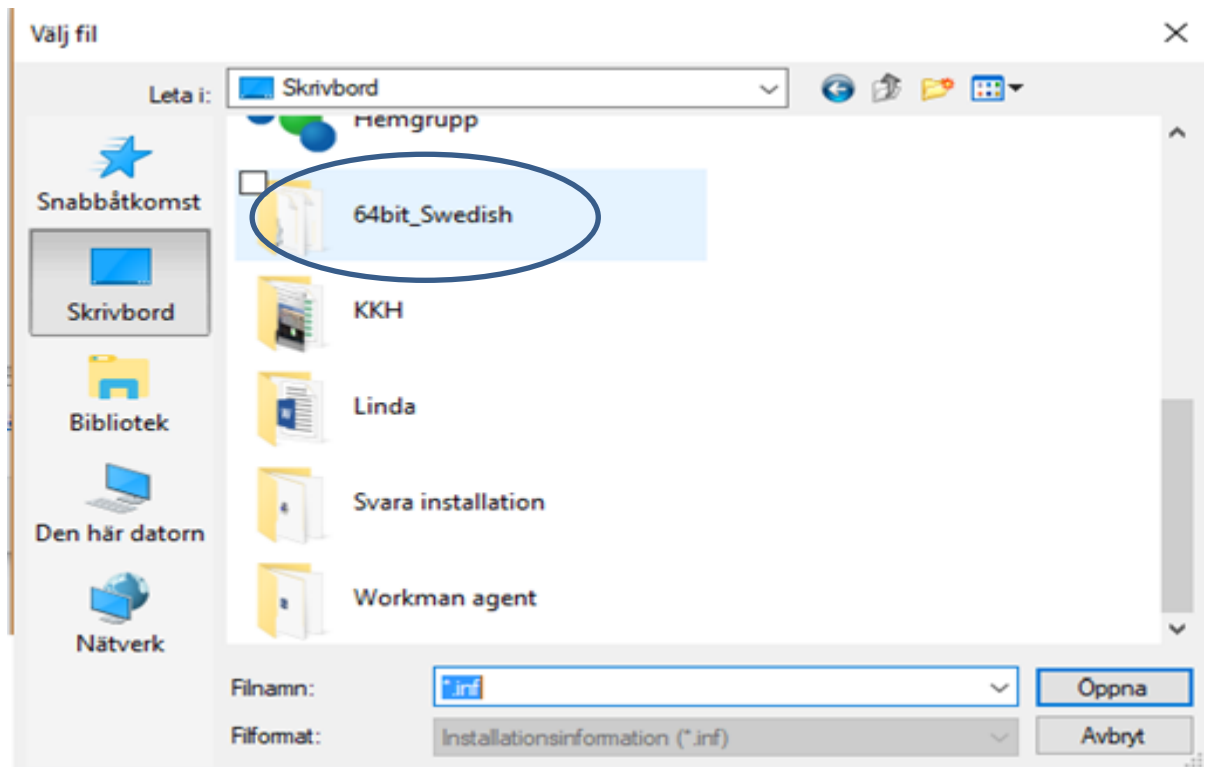 Välj fil
Leta i:
Skrivbord
Hemgrupp
Snabbåtkomst
64bit_Swedish
Skrivbord
KKH
Bibliotek
Linda
Den här datorn
Svara installation
Nätverk
Workman agent
Filnamn:
*.inf
Öppna
Filformat:
Installationsinformation (*.inf)
Avbryt